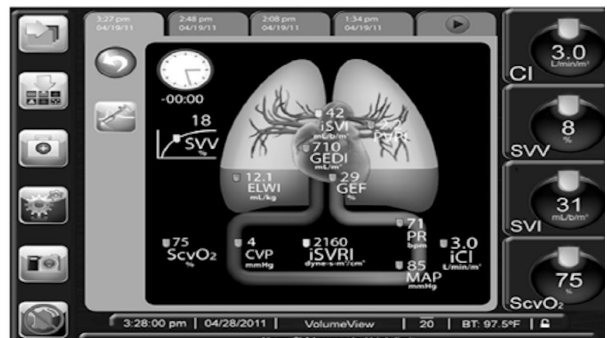 3:27 pm
04/19/11
2:48 pm
04/19/11
2:08 pm
04/19/11
1:34 pm
04/19/11
-00:00
18
SVV
%
42
iSVI
mL/b/m²
710
GEDI
mL/m²
12.1
ELWI
mL/kg
29
GEF
%
75
ScvO₂
%
4
CVP
mmHg
2160
iSVRI
dyne-s-m²/cm⁵
71
PR
bpm
85
MAP
mmHg
3.0
iCI
L/min/m²
3.0
L/min/m²
CI
8
%
SVV
31
mL/b/m²
SVI
75
%
ScvO₂
3:28:00 pm | 04/28/2011 | VolumeView | 20 | BT: 97.5°F